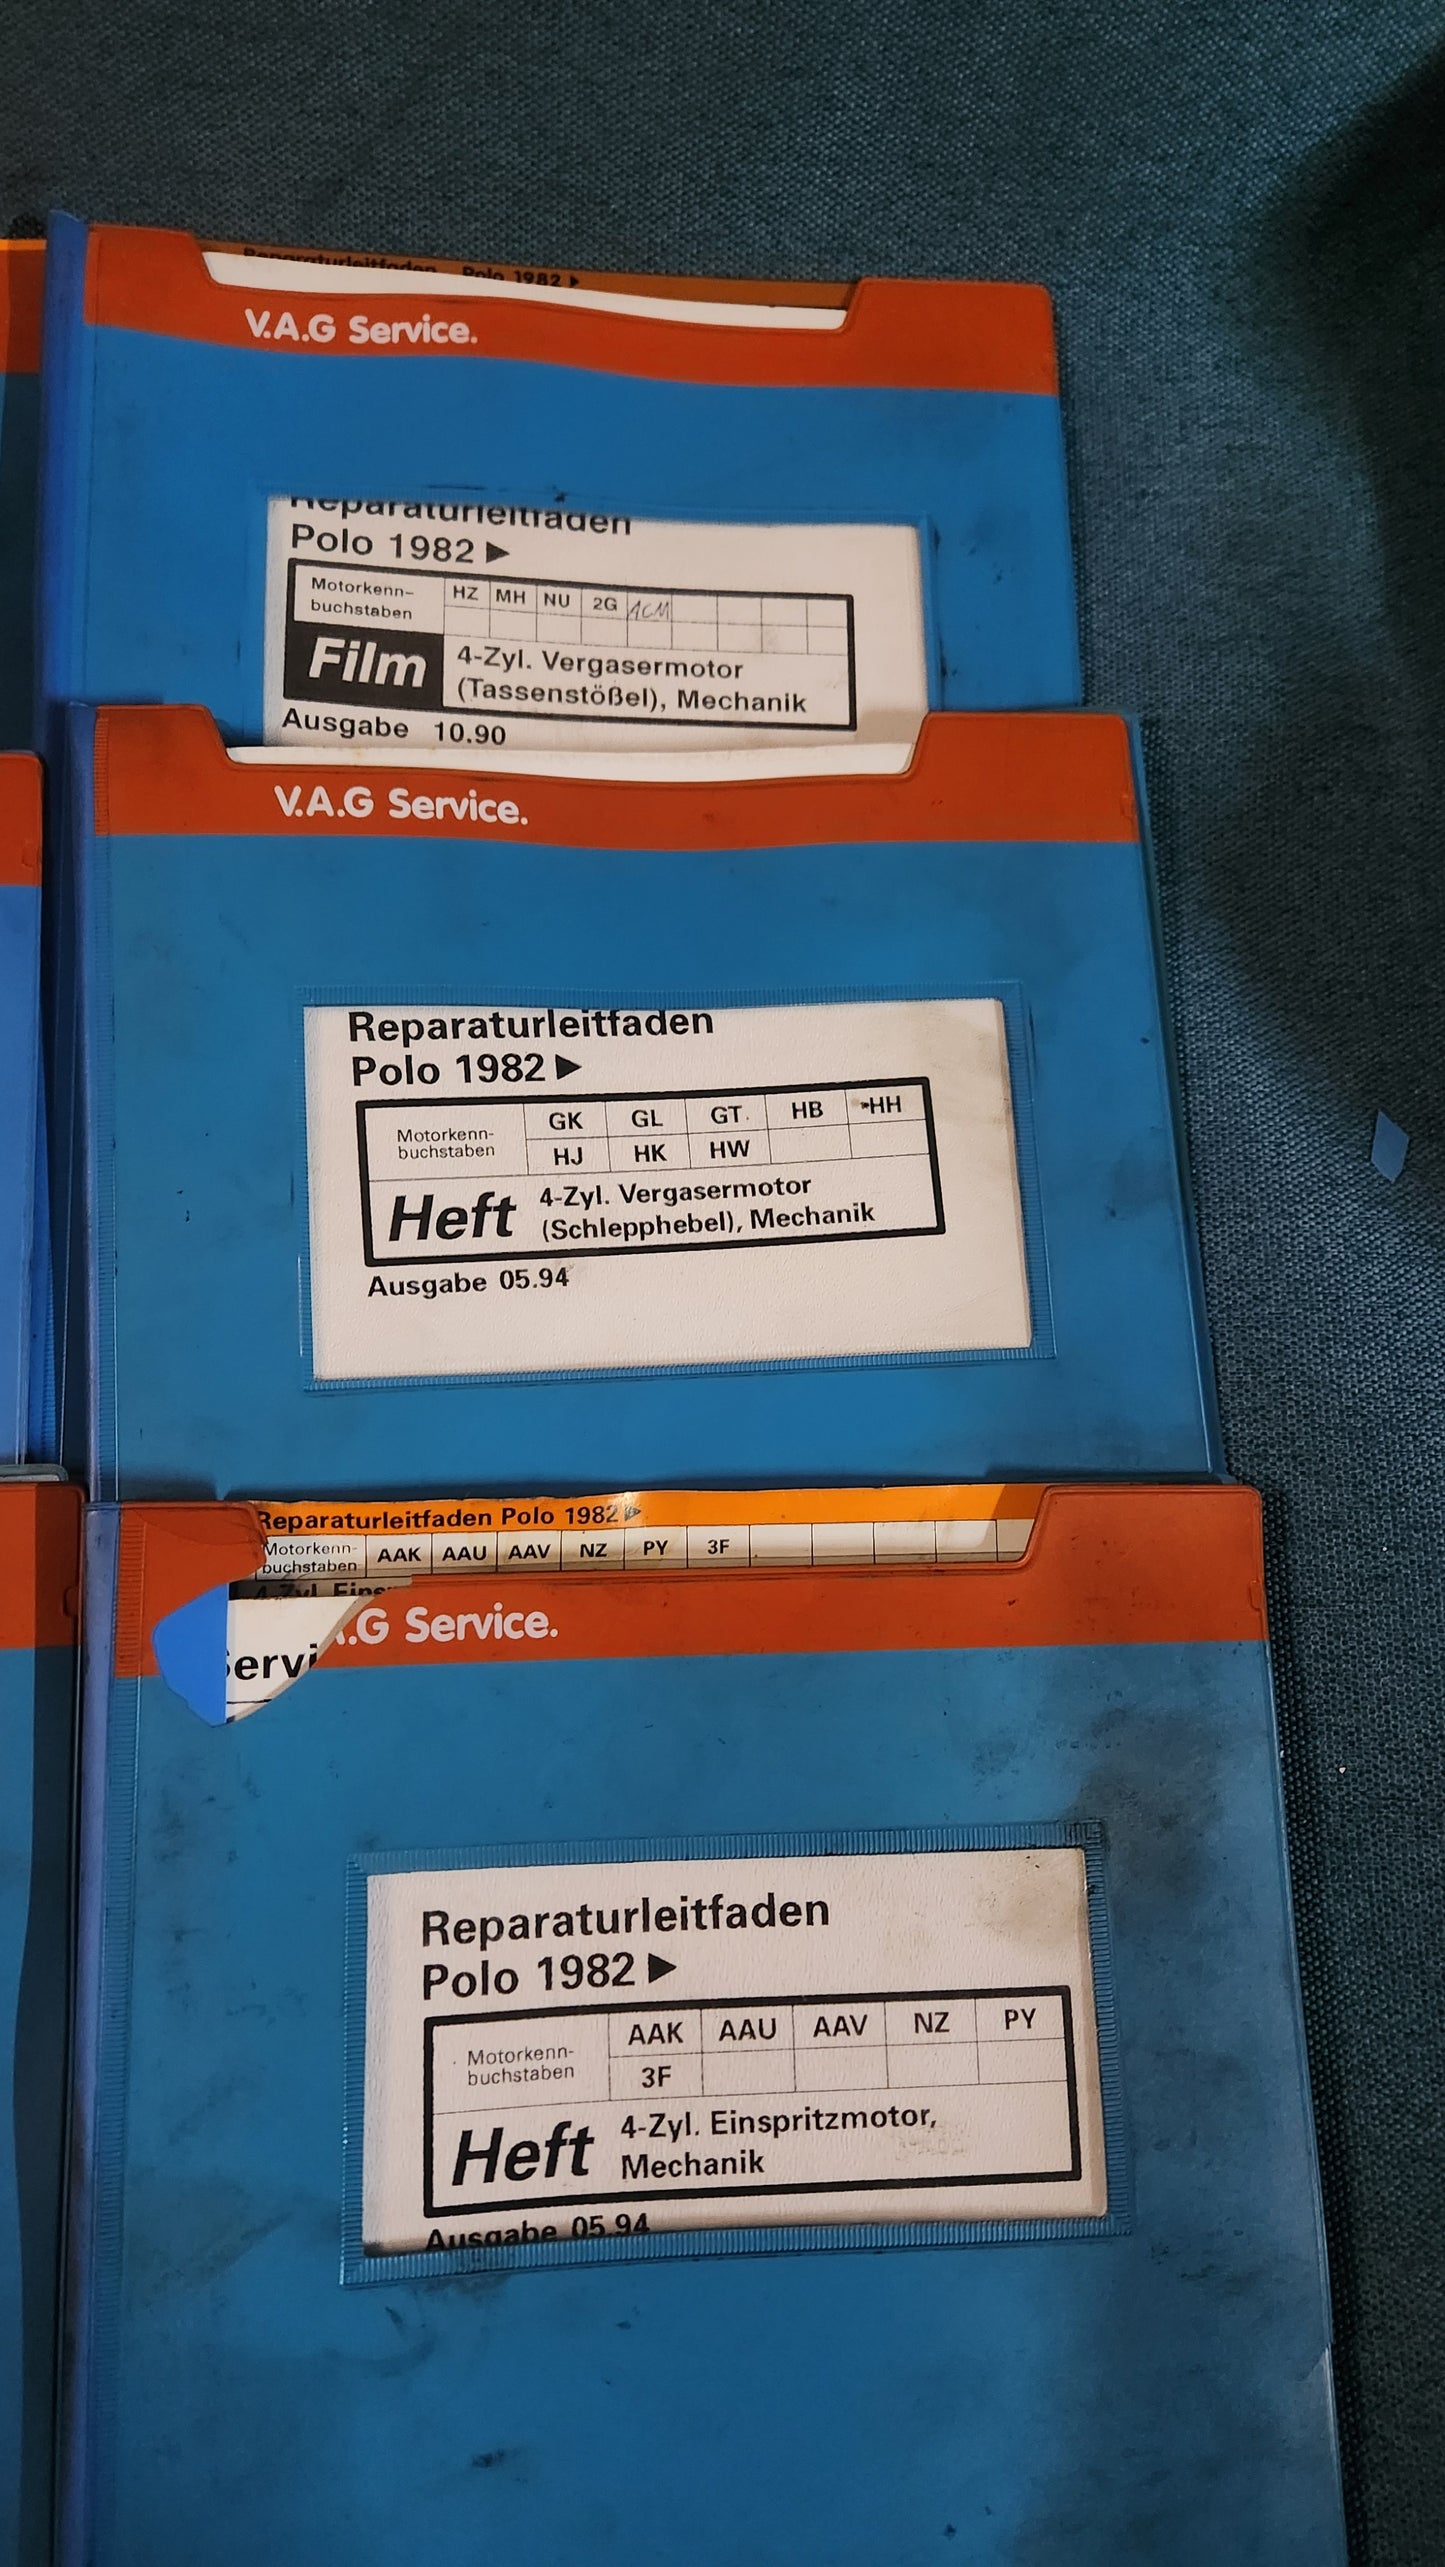 Reparaturleitfaden Polo 1982 ▶
V.A.G Service.
Reparaturleitfaden
Polo 1982 ▶
Motorkenn-
buchstaben
HZ MH NU 2G ACM
Film
4-Zyl. Vergasermotor
(Tassenstößel), Mechanik
Ausgabe 10.90
V.A.G Service.
Reparaturleitfaden
Polo 1982 ▶
Motorkenn-
buchstaben
GK GL GT HB HH
HJ HK HW
Heft
4-Zyl. Vergasermotor
(Schlepphebel), Mechanik
Ausgabe 05.94
Reparaturleitfaden Polo 1982 ▶
Motorkenn-
buchstaben
AAK AAU AAV NZ PY 3F
4-Zyl. Eins
.G Service.
Servi
Reparaturleitfaden
Polo 1982 ▶
Motorkenn-
buchstaben
AAK AAU AAV NZ PY
3F
Heft
4-Zyl. Einspritzmotor,
Mechanik
Ausgabe 05.94